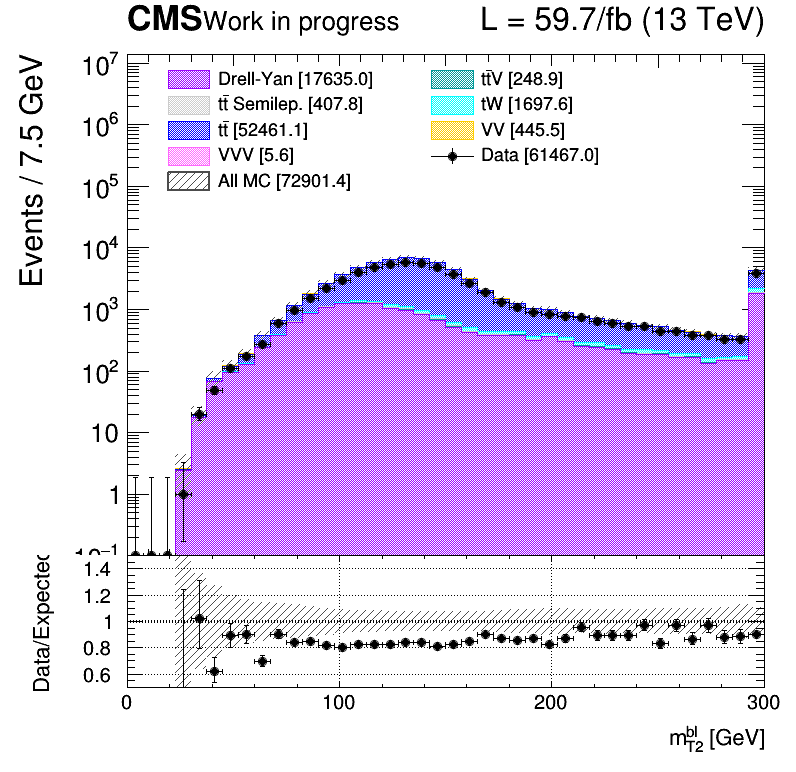 CMS Work in progress L = 59.7/fb (13 TeV)
Events / 7.5 GeV
10⁷
10⁶
10⁵
10⁴
10³
10²
10
1
10⁻¹
Drell-Yan [17635.0]
tt̄ Semilep. [407.8]
tt̄ [52461.1]
VVV [5.6]
All MC [72901.4]
tt̄V [248.9]
tW [1697.6]
VV [445.5]
Data [61467.0]
Data/Expected
1.4
1.2
1
0.8
0.6
0 100 200 300
m_T2^bl [GeV]